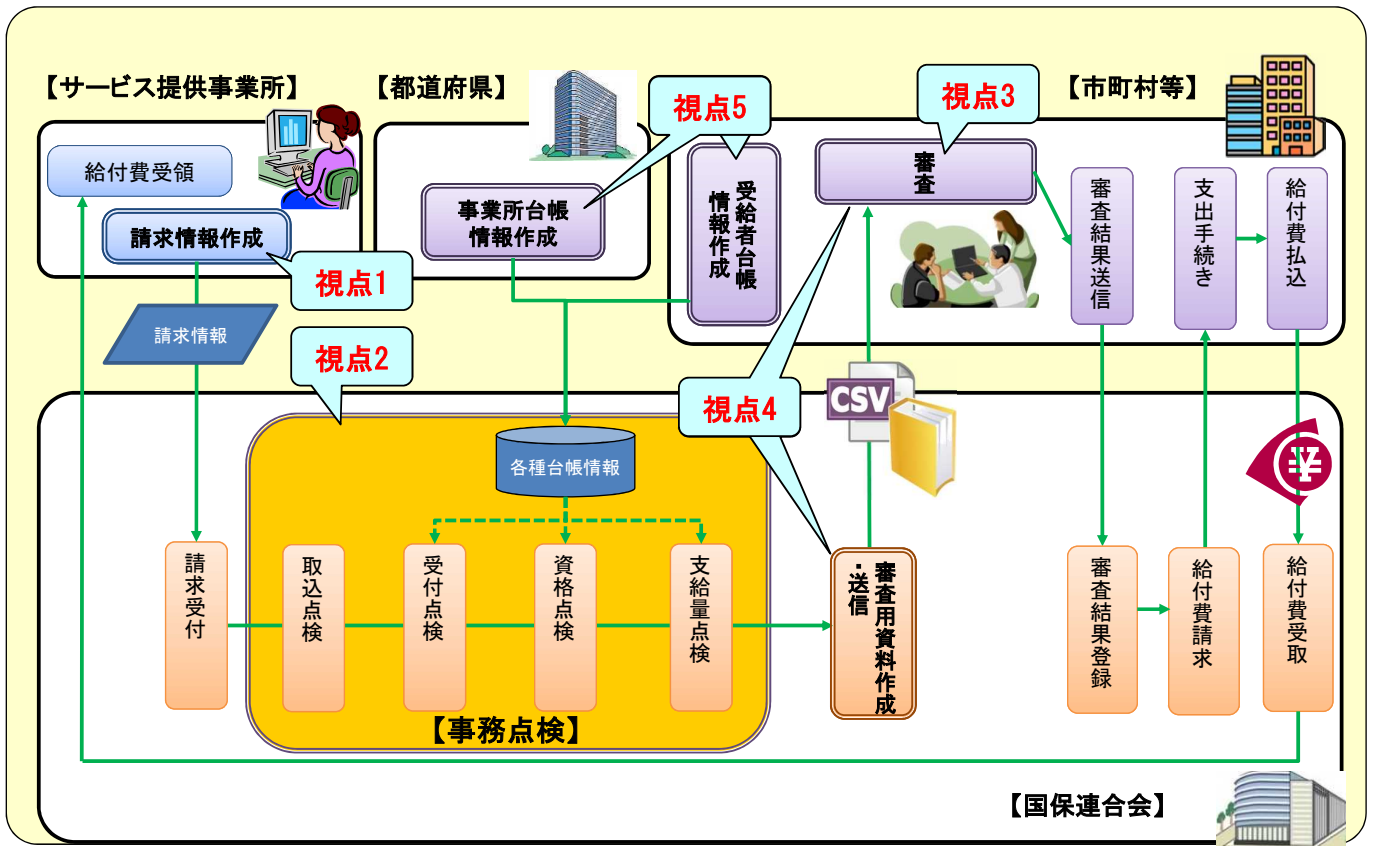 【サービス提供事業所】
【都道府県】
【市町村等】
視点5
視点3
給付費受領
請求情報作成
視点1
事業所台帳
情報作成
受給者台帳
情報作成
審査
審査結果送信
支出手続き
給付費払込
請求情報
視点2
視点4
CSV
各種台帳情報
¥
請求受付
取込点検
受付点検
資格点検
支給量点検
審査用資料作成
・送信
審査結果登録
給付費請求
給付費受取
【事務点検】
【国保連合会】